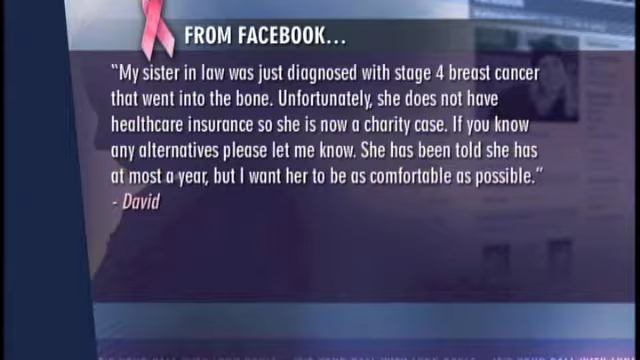 FROM FACEBOOK...
“My sister in law was just diagnosed with stage 4 breast cancer
that went into the bone. Unfortunately, she does not have
healthcare insurance so she is now a charity case. If you know
any alternatives please let me know. She has been told she has
at most a year, but I want her to be as comfortable as possible.”
- David